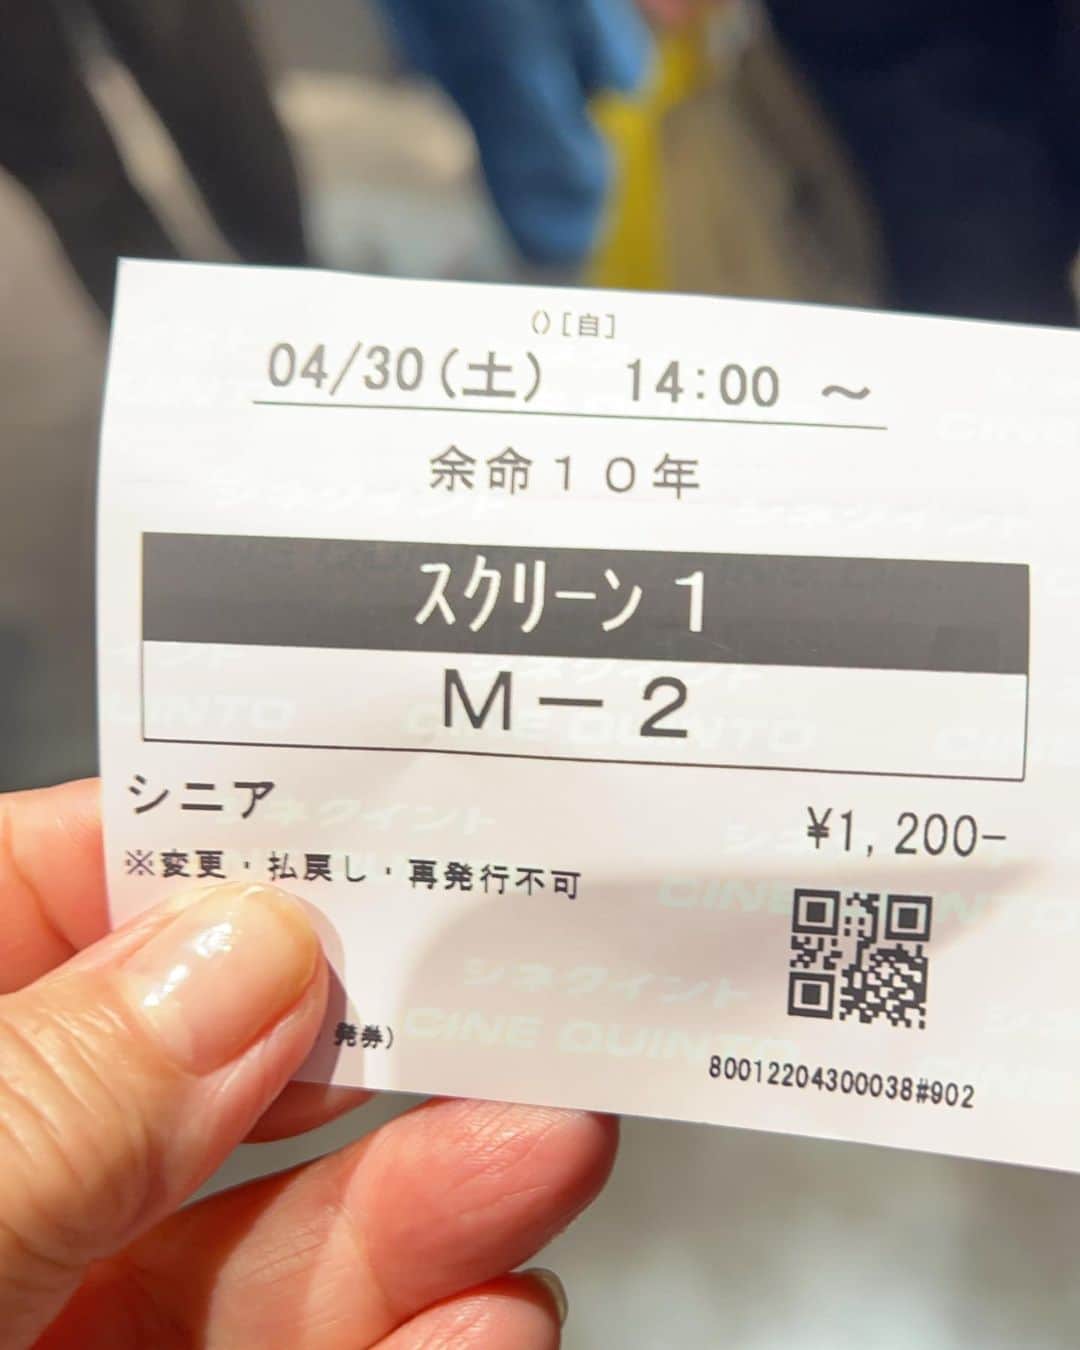 ()[自]
04/30(土) 14:00 ～
余命１０年
スクリーン１
Ｍ－２
シニア
¥1,200-
※変更・払戻し・再発行不可
発券)
80012204300038#902
シネクイント
CINE QUINTO